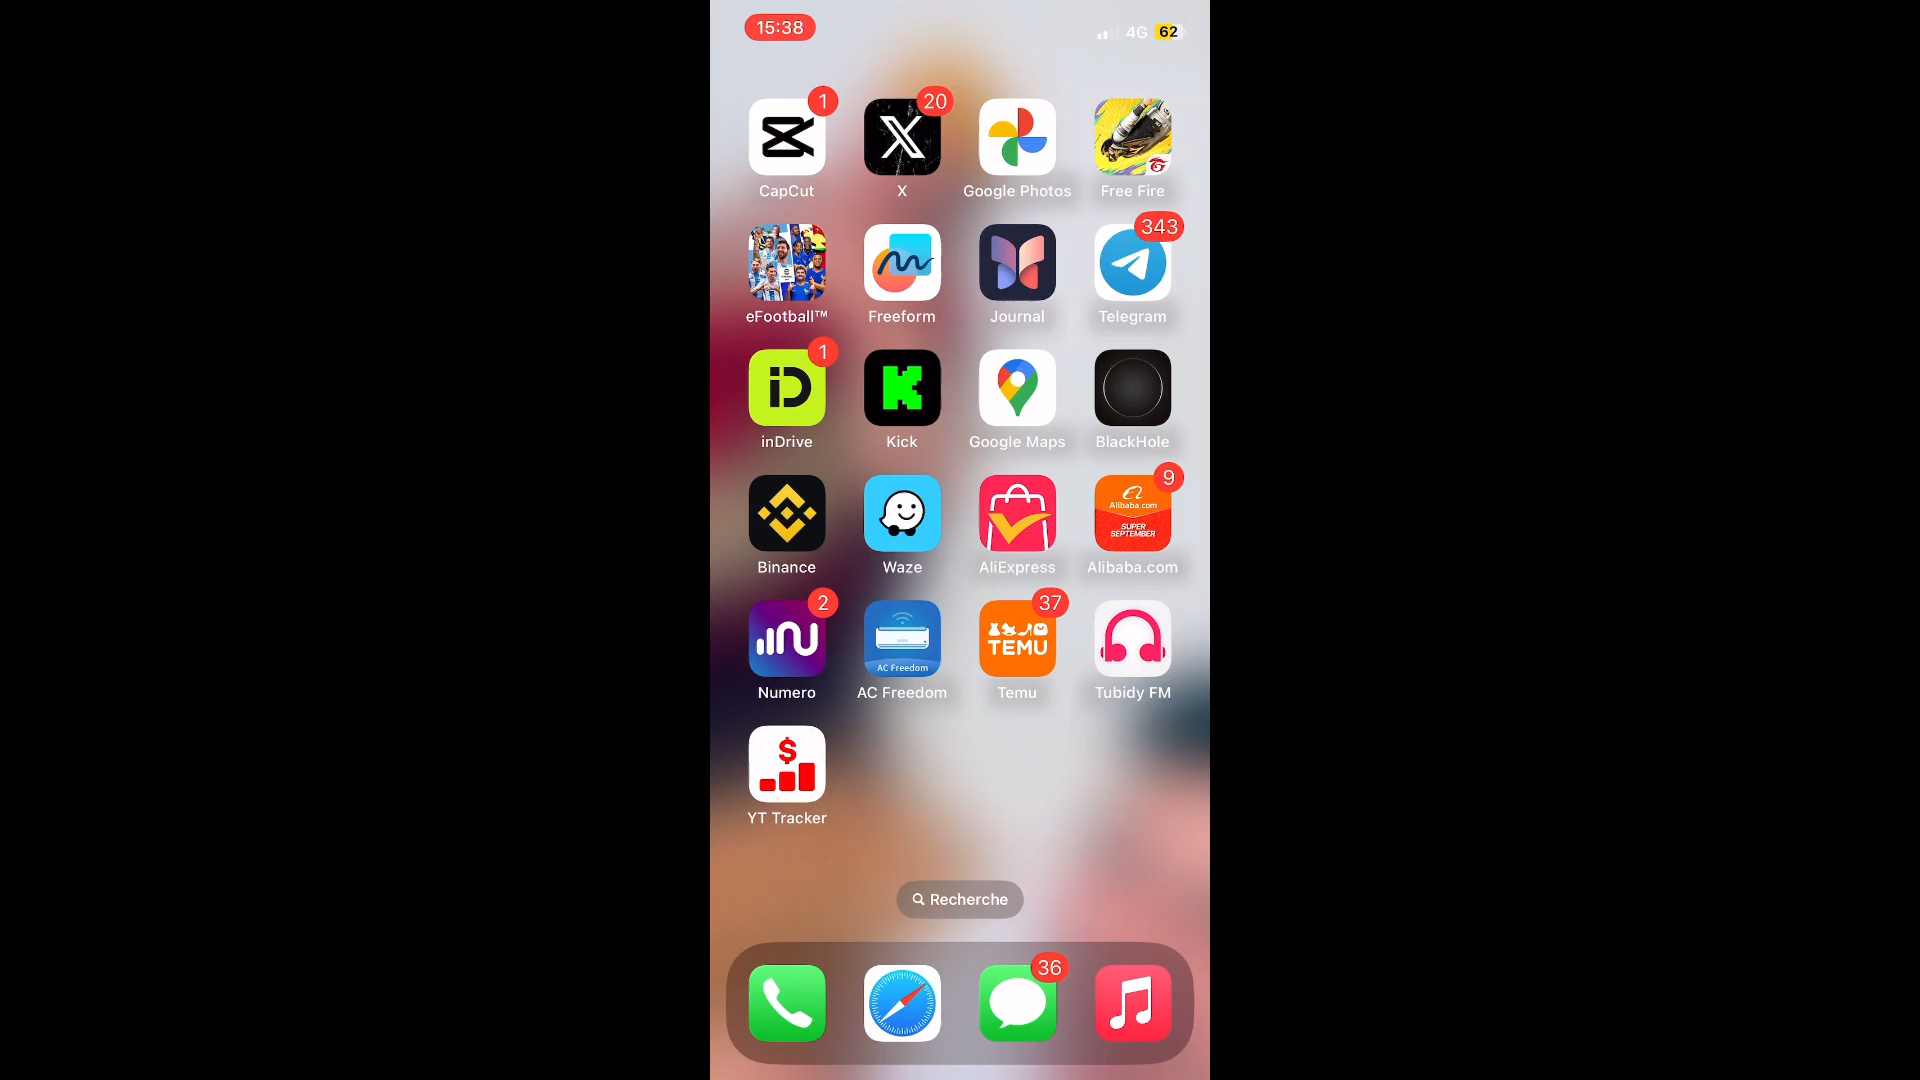 15:38
4G 62
1
20
CapCut
X
Google Photos
Free Fire
343
eFootball™
Freeform
Journal
Telegram
1
inDrive
Kick
Google Maps
BlackHole
9
Alibaba.com
SUPER
SEPTEMBER
Binance
Waze
AliExpress
Alibaba.com
2
37
AC Freedom
TEMU
Numero
AC Freedom
Temu
Tubidy FM
$
YT Tracker
Recherche
36